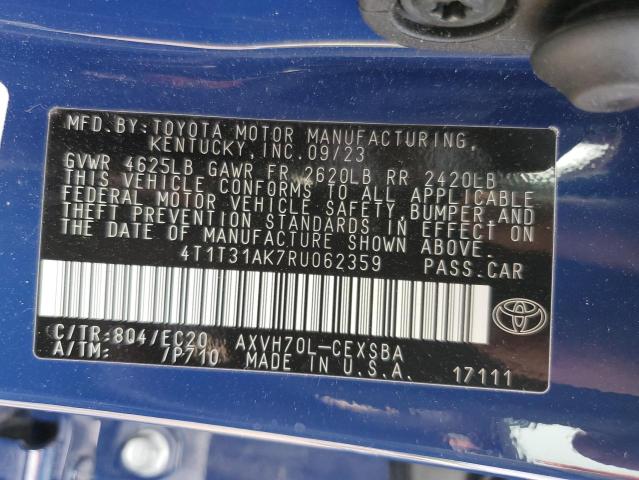 MFD.BY:TOYOTA MOTOR MANUFACTURING,
KENTUCKY, INC.09/23
GVWR 4625LB GAWR FR 2620LB RR 2420LB
THIS VEHICLE CONFORMS TO ALL APPLICABLE
FEDERAL MOTOR VEHICLE SAFETY,BUMPER,AND
THEFT PREVENTION STANDARDS IN EFFECT ON
THE DATE OF MANUFACTURE SHOWN ABOVE.
4T1T31AK7RU062359 PASS.CAR
C/TR:8Q4/EC20 AXVH70L-CEXSBA
A/TM: /P710 MADE IN U.S.A. 17111